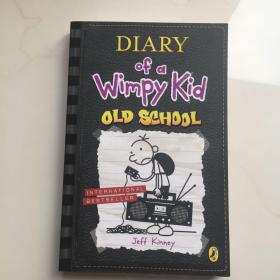 DIARY
of a
Wimpy Kid
OLD SCHOOL
INTERNATIONAL
BESTSELLER
Jeff Kinney